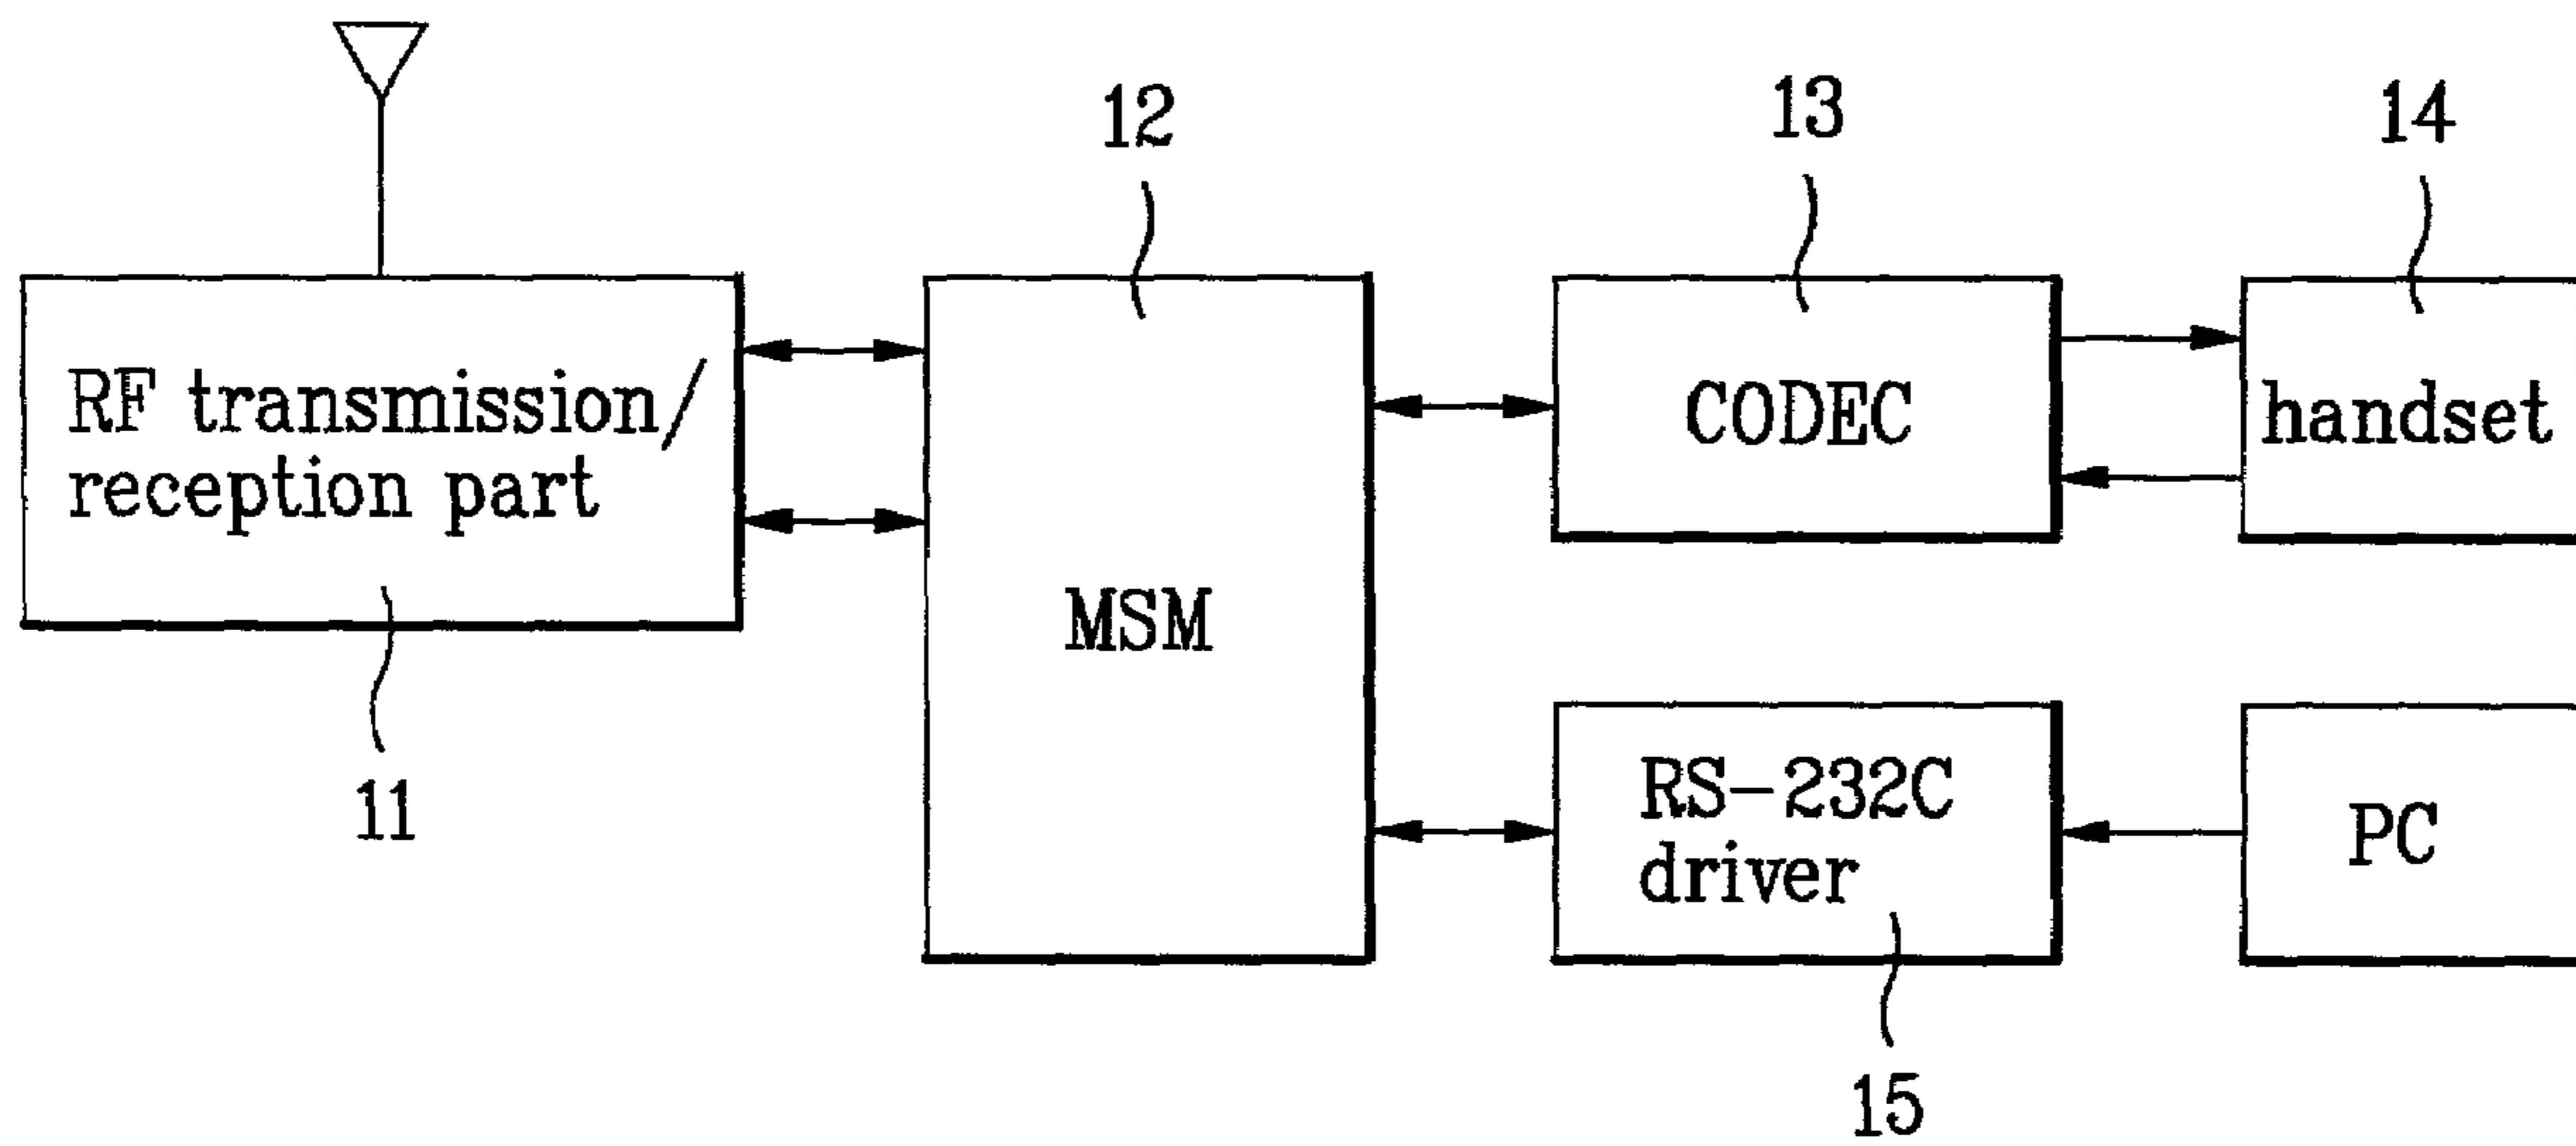 12
13
14
RF transmission/
reception part
MSM
CODEC
handset
11
RS-232C
driver
PC
15